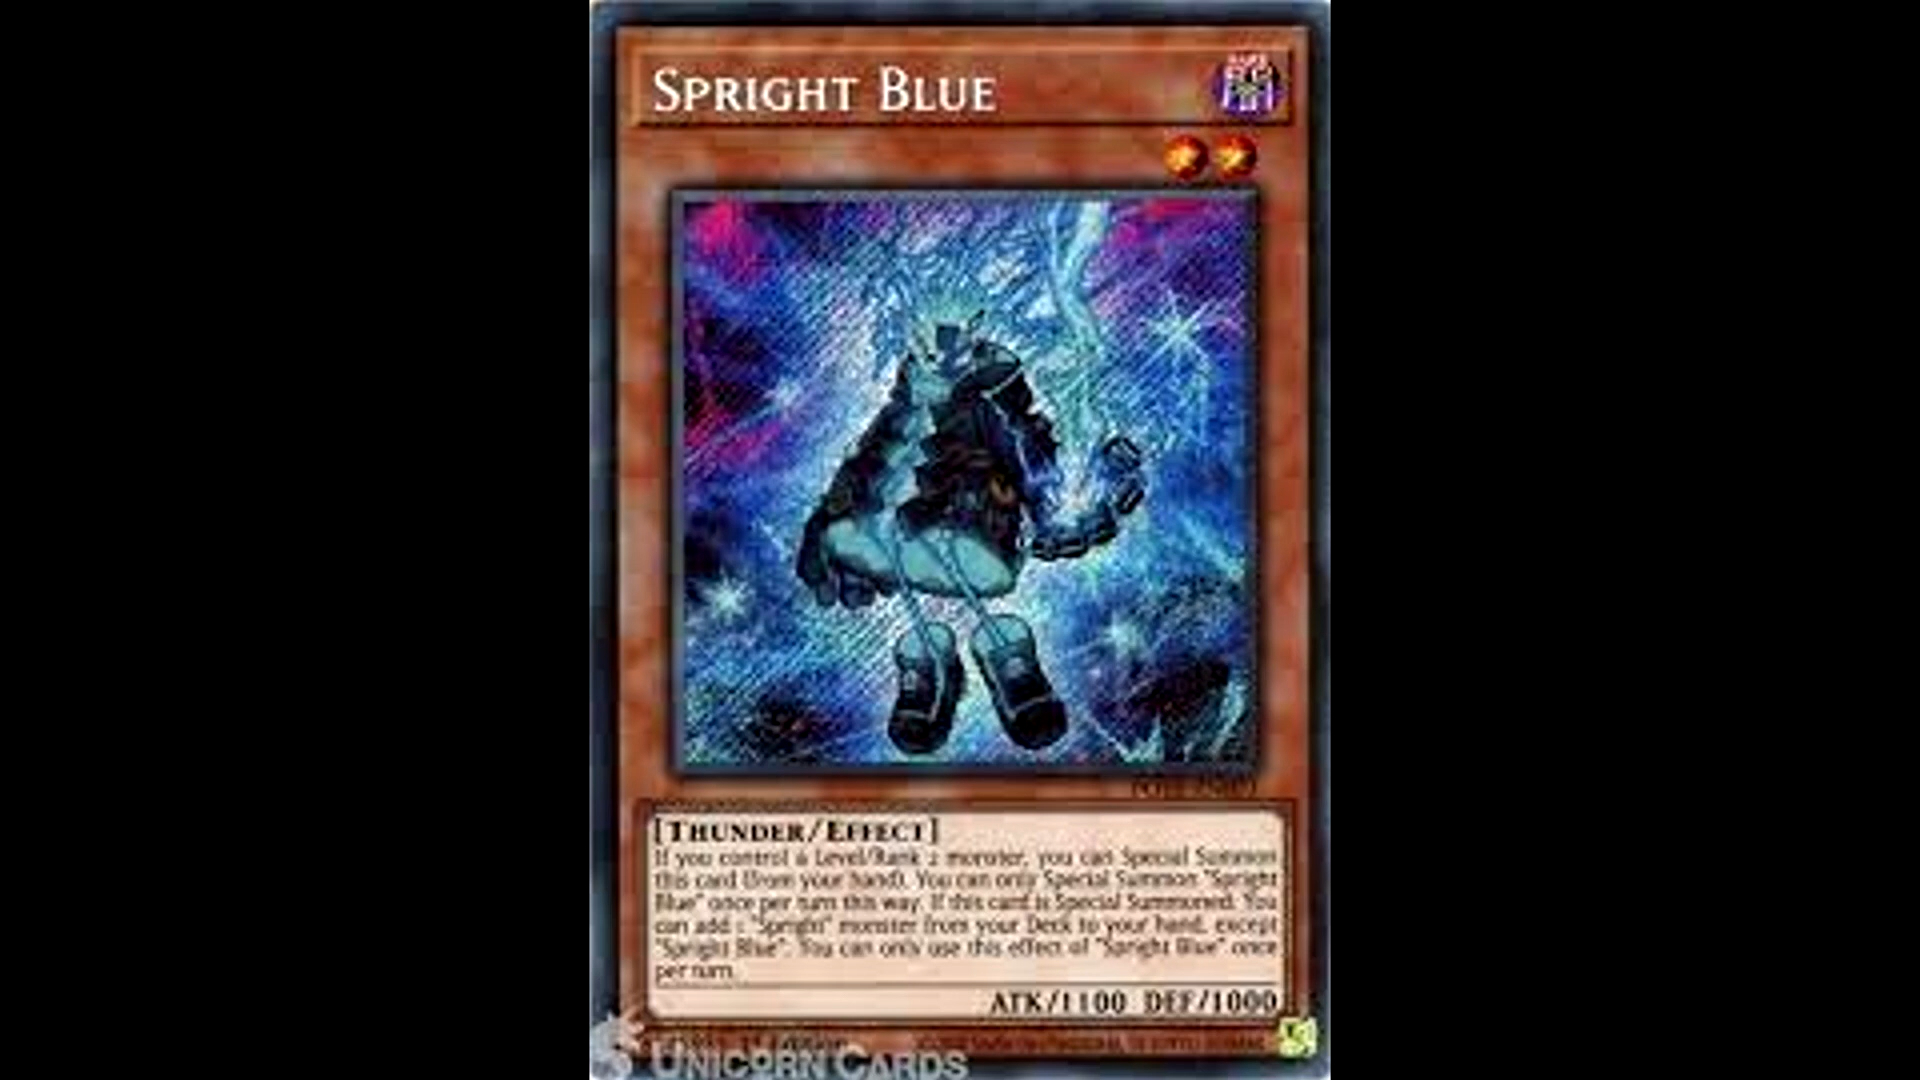 SPRIGHT BLUE
[THUNDER/EFFECT]
If you control a Level/Rank 2 monster, you can Special Summon
this card (from your hand). You can only Special Summon "Spright
Blue" once per turn this way. If this card is Special Summoned: You
can add 1 "Spright" monster from your Deck to your hand, except
"Spright Blue". You can only use this effect of "Spright Blue" once
per turn.
ATK/1100 DEF/1000
1st Edition
UNICORN CARDS